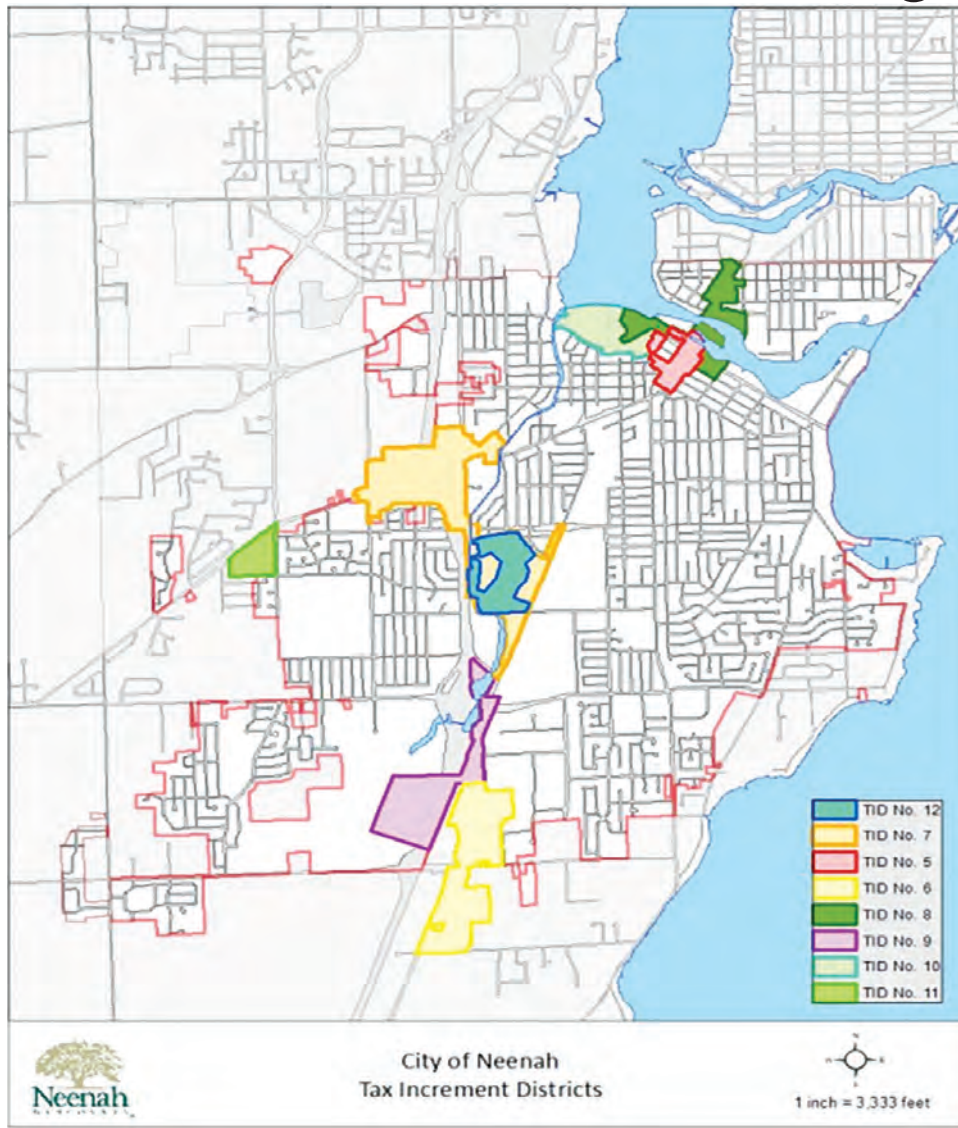 TID No. 12
TID No. 7
TID No. 5
TID No. 6
TID No. 8
TID No. 9
TID No. 10
TID No. 11
Neenah
City of Neenah
Tax Increment Districts
1 inch = 3,333 feet